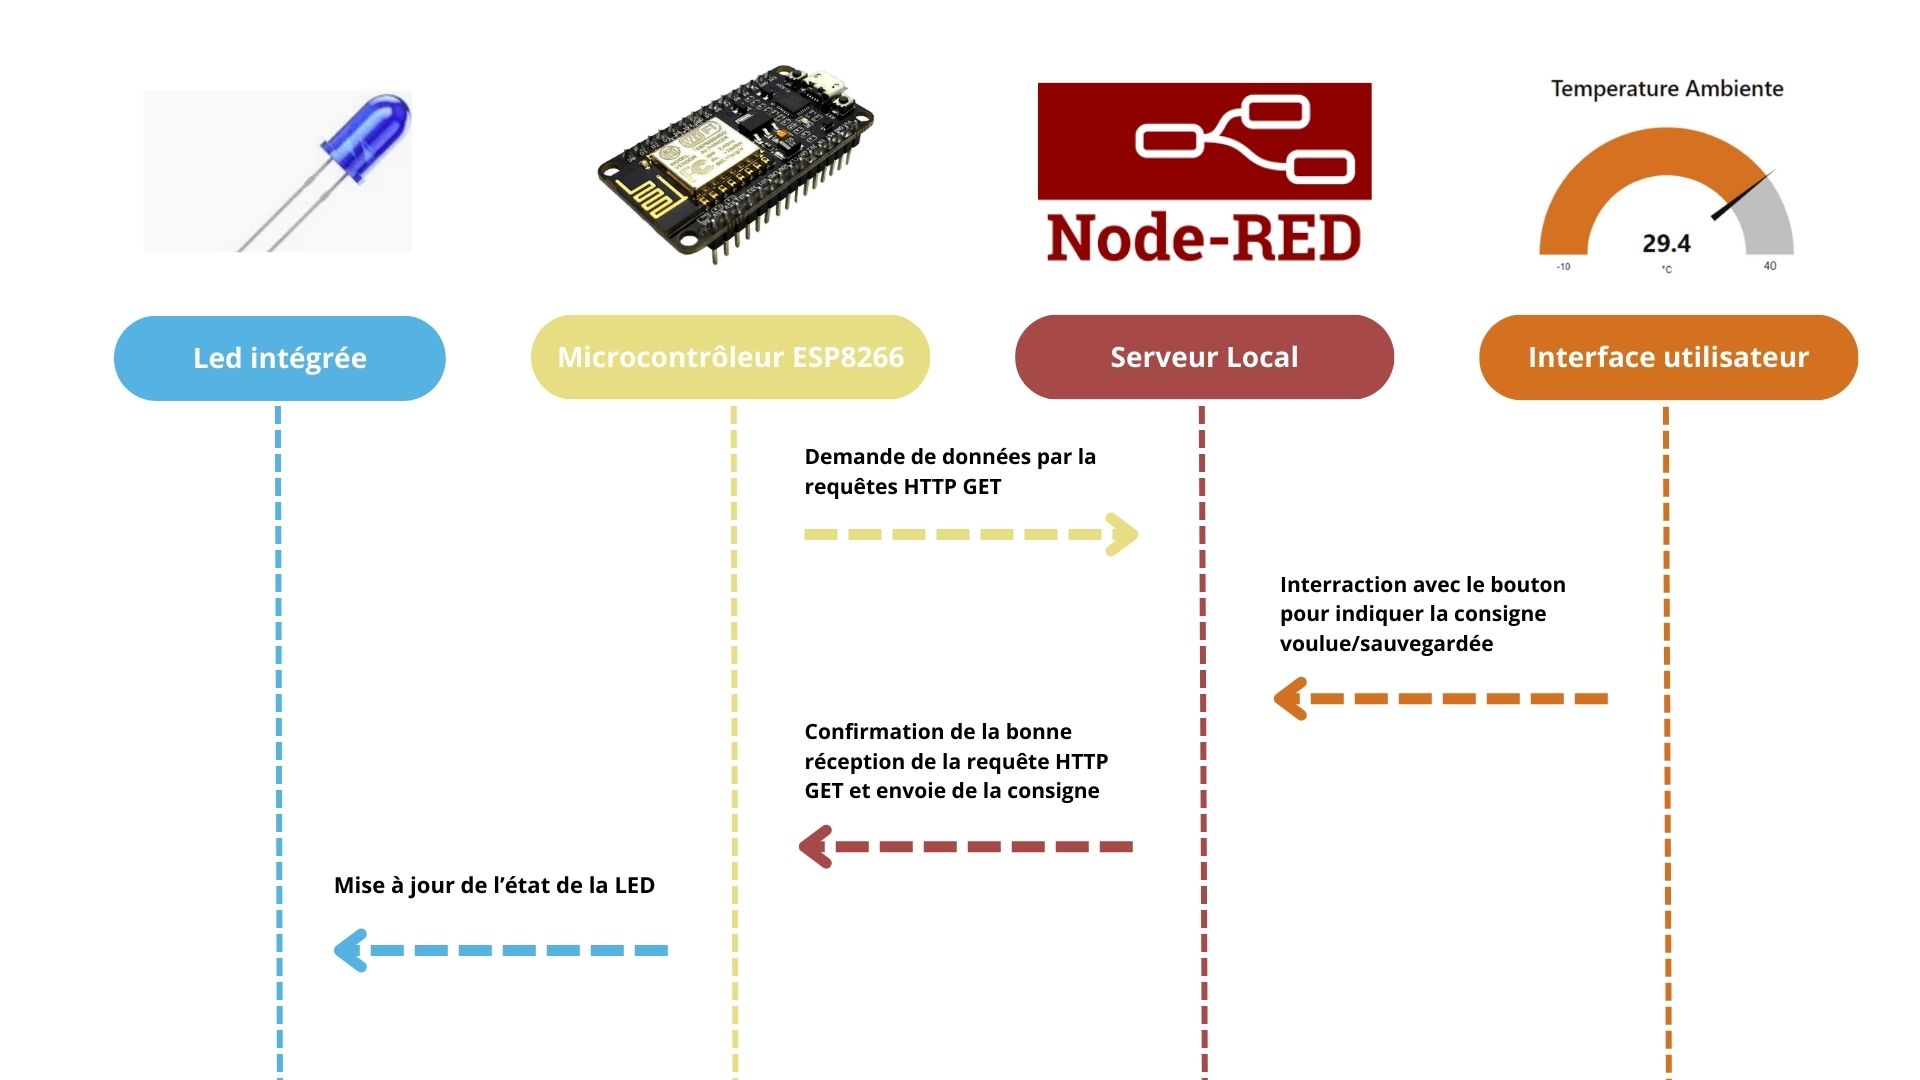 Temperature Ambiente
29.4
-10
°C
40
Node-RED
Led intégrée
Microcontrôleur ESP8266
Serveur Local
Interface utilisateur
Demande de données par la
requêtes HTTP GET
Interraction avec le bouton
pour indiquer la consigne
voulue/sauvegardée
Confirmation de la bonne
réception de la requête HTTP
GET et envoie de la consigne
Mise à jour de l’état de la LED